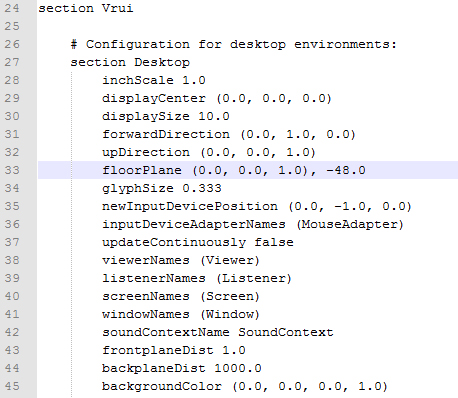 24 section Vrui
25
26 # Configuration for desktop environments:
27 section Desktop
28 inchScale 1.0
29 displayCenter (0.0, 0.0, 0.0)
30 displaySize 10.0
31 forwardDirection (0.0, 1.0, 0.0)
32 upDirection (0.0, 0.0, 1.0)
33 floorPlane (0.0, 0.0, 1.0), -48.0
34 glyphSize 0.333
35 newInputDevicePosition (0.0, -1.0, 0.0)
36 inputDeviceAdapterNames (MouseAdapter)
37 updateContinuously false
38 viewerNames (Viewer)
39 listenerNames (Listener)
40 screenNames (Screen)
41 windowNames (Window)
42 soundContextName SoundContext
43 frontplaneDist 1.0
44 backplaneDist 1000.0
45 backgroundColor (0.0, 0.0, 0.0, 1.0)